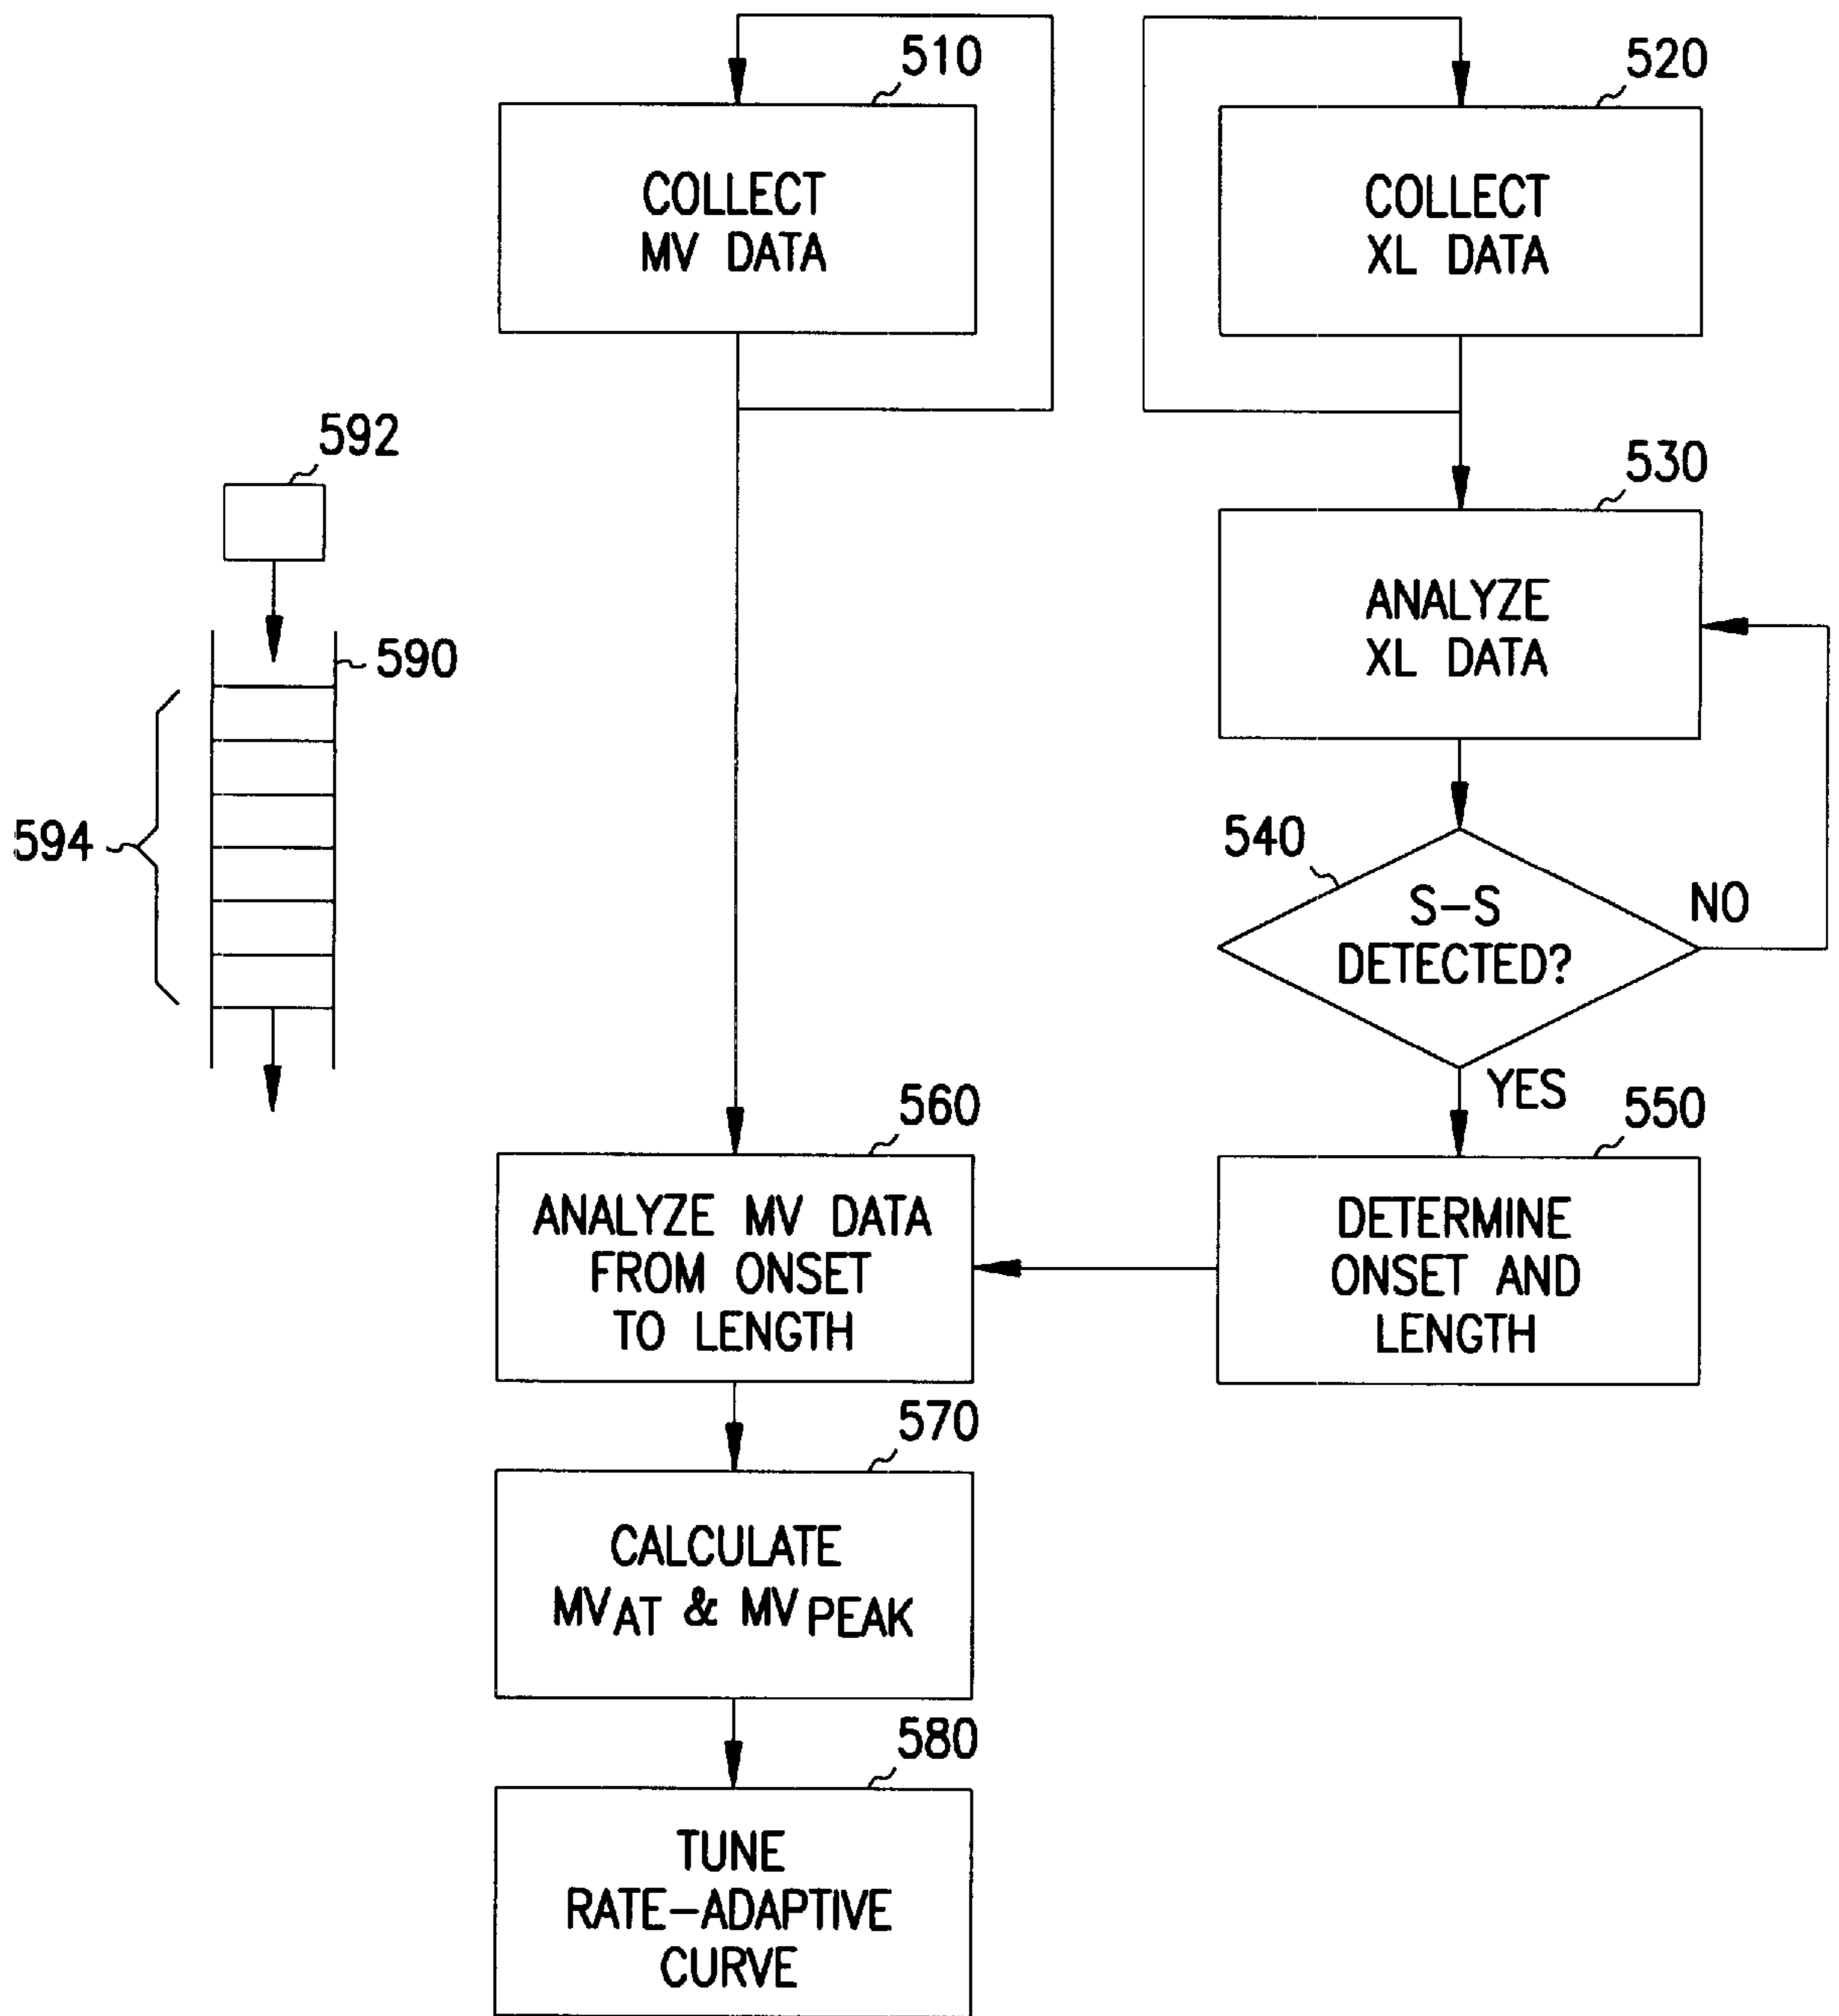 510
COLLECT
MV DATA
520
COLLECT
XL DATA
592
590
594
530
ANALYZE
XL DATA
540
S-S
DETECTED?
NO
YES
550
DETERMINE
ONSET AND
LENGTH
560
ANALYZE MV DATA
FROM ONSET
TO LENGTH
570
CALCULATE
MVAT & MVPEAK
580
TUNE
RATE-ADAPTIVE
CURVE